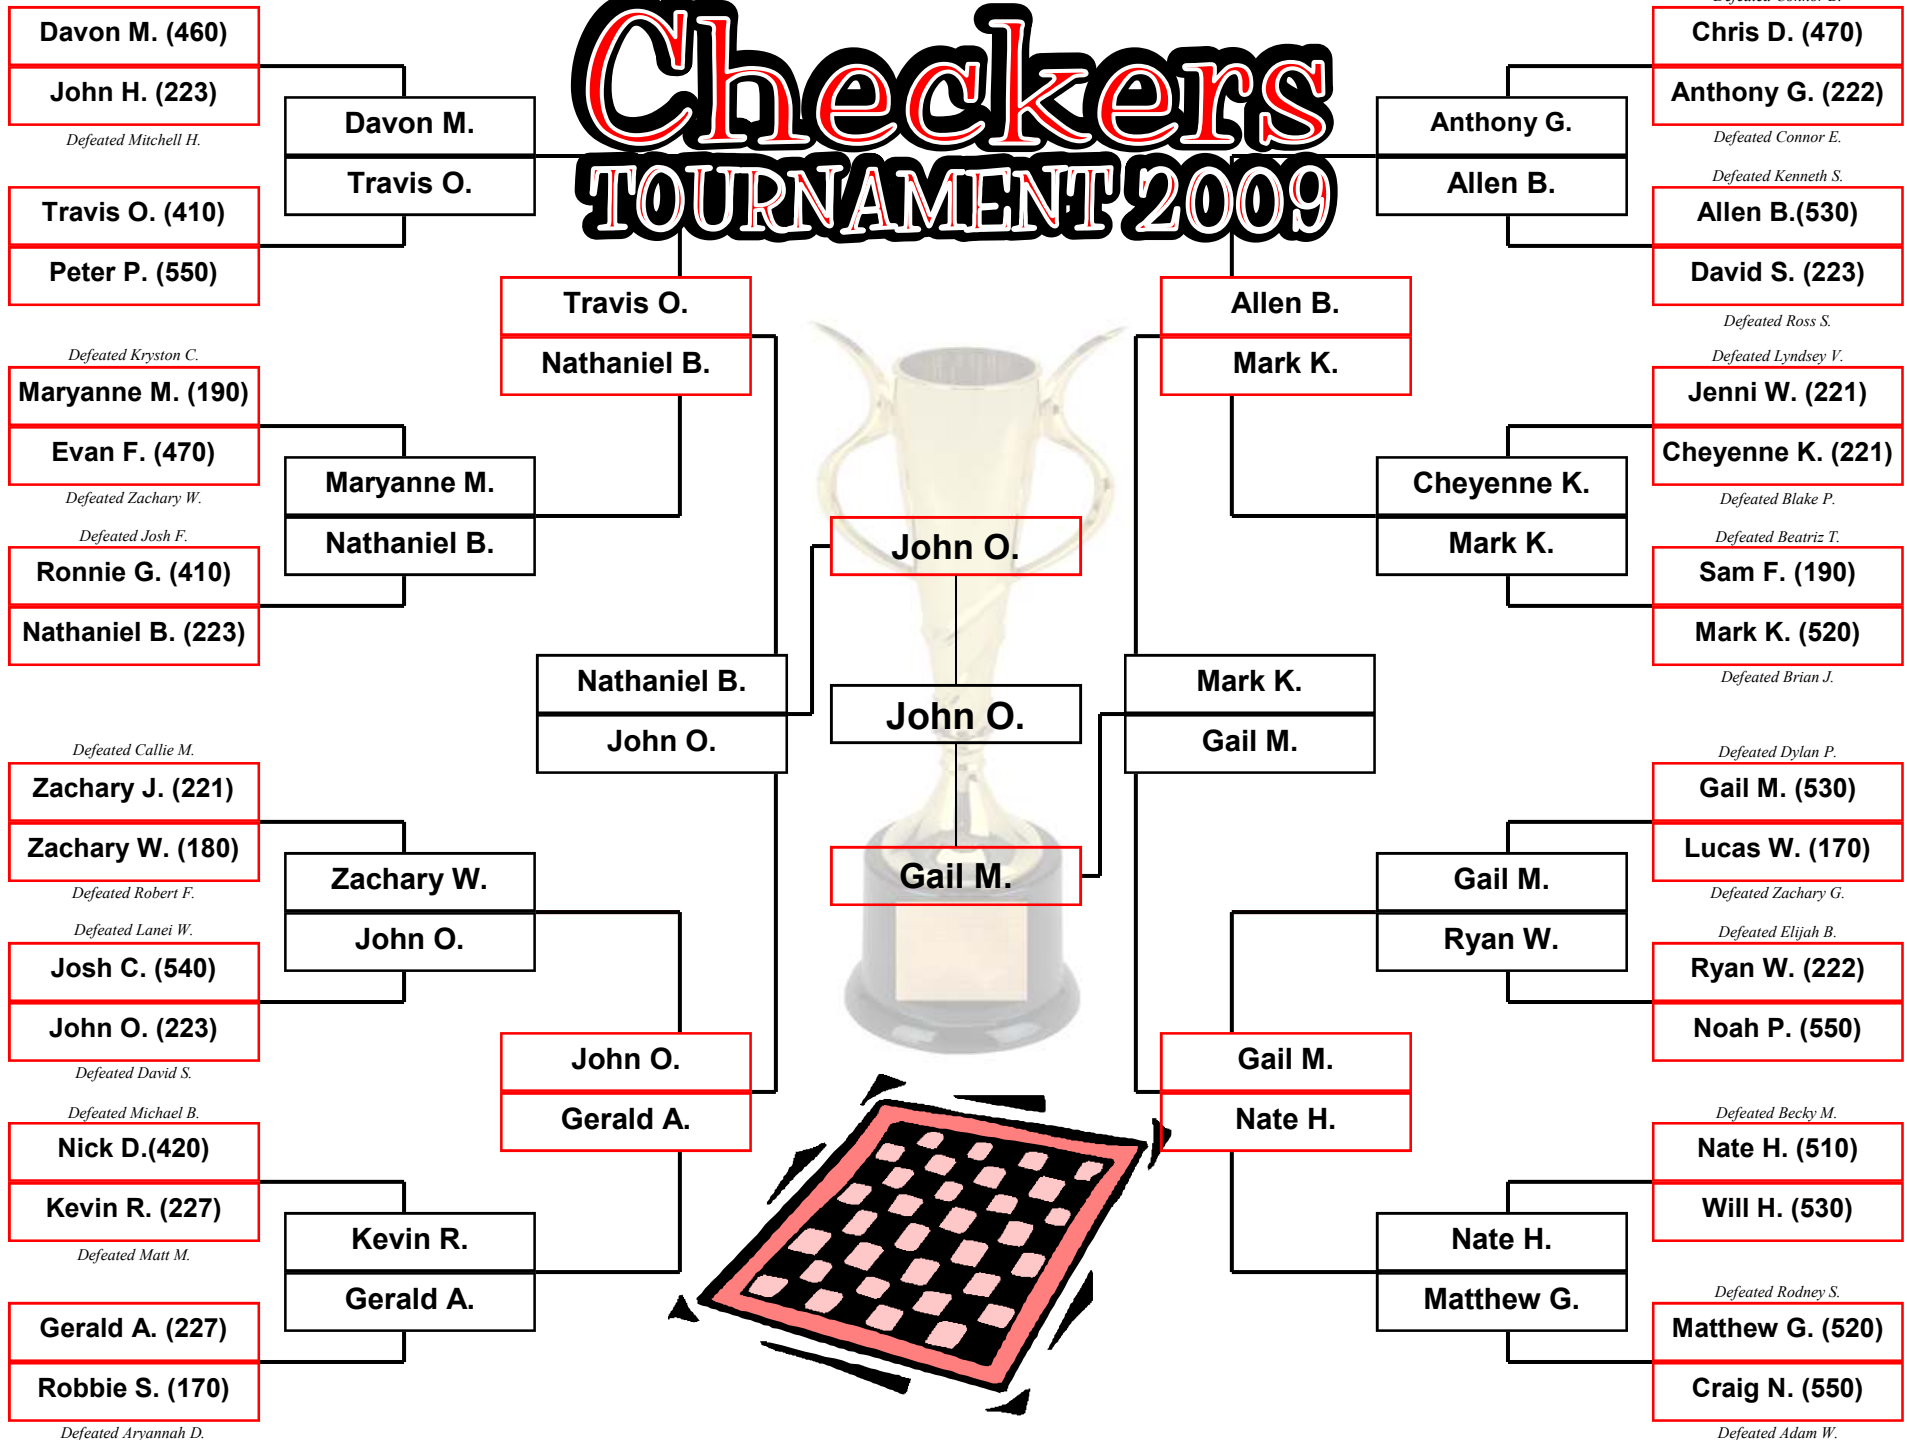 Checkers
TOURNAMENT 2009
Davon M. (460)
John H. (223)
Defeated Mitchell H.
Travis O. (410)
Peter P. (550)
Defeated Kryston C.
Maryanne M. (190)
Evan F. (470)
Defeated Zachary W.
Defeated Josh F.
Ronnie G. (410)
Nathaniel B. (223)
Defeated Callie M.
Zachary J. (221)
Zachary W. (180)
Defeated Robert F.
Defeated Lanei W.
Josh C. (540)
John O. (223)
Defeated David S.
Defeated Michael B.
Nick D.(420)
Kevin R. (227)
Defeated Matt M.
Gerald A. (227)
Robbie S. (170)
Defeated Aryannah D.
Davon M.
Travis O.
Maryanne M.
Nathaniel B.
Zachary W.
John O.
Kevin R.
Gerald A.
Travis O.
Nathaniel B.
John O.
Gerald A.
Nathaniel B.
John O.
John O.
John O.
Gail M.
Mark K.
Gail M.
Allen B.
Mark K.
Gail M.
Nate H.
Anthony G.
Allen B.
Cheyenne K.
Mark K.
Gail M.
Ryan W.
Nate H.
Matthew G.
Chris D. (470)
Anthony G. (222)
Defeated Connor E.
Defeated Kenneth S.
Allen B.(530)
David S. (223)
Defeated Ross S.
Defeated Lyndsey V.
Jenni W. (221)
Cheyenne K. (221)
Defeated Blake P.
Defeated Beatriz T.
Sam F. (190)
Mark K. (520)
Defeated Brian J.
Defeated Dylan P.
Gail M. (530)
Lucas W. (170)
Defeated Zachary G.
Defeated Elijah B.
Ryan W. (222)
Noah P. (550)
Defeated Becky M.
Nate H. (510)
Will H. (530)
Defeated Rodney S.
Matthew G. (520)
Craig N. (550)
Defeated Adam W.